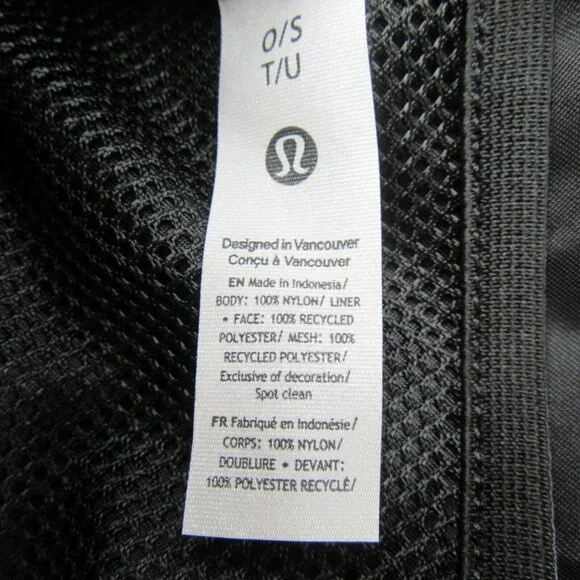 O/S
T/U
Designed in Vancouver
Conçu à Vancouver
EN Made in Indonesia/
BODY: 100% NYLON/ LINER
• FACE: 100% RECYCLED
POLYESTER/ MESH: 100%
RECYCLED POLYESTER/
Exclusive of decoration/
Spot clean
FR Fabriqué en Indonésie/
CORPS: 100% NYLON/
DOUBLURE • DEVANT:
100% POLYESTER RECYCLÉ/